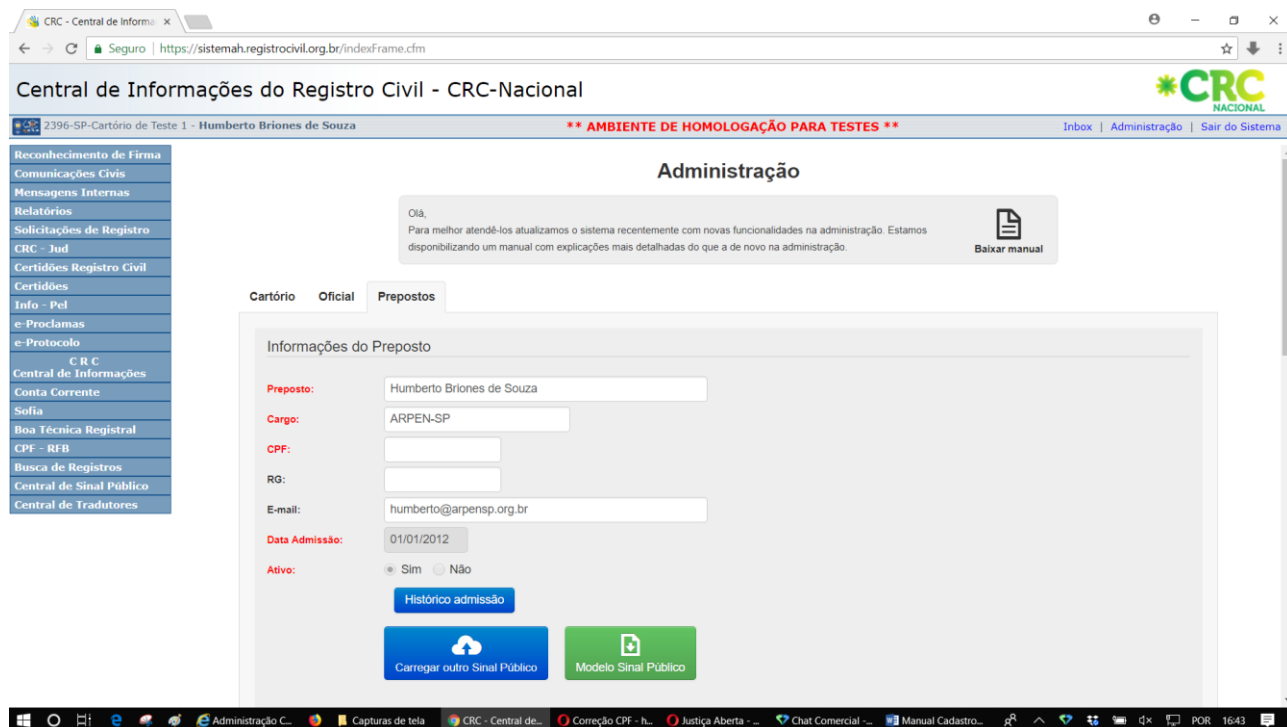 CRC - Central de Informa
Seguro | https://sistemah.registrocivil.org.br/indexFrame.cfm
Central de Informações do Registro Civil - CRC-Nacional
CRC
NACIONAL
2396-SP-Cartório de Teste 1 - Humberto Briones de Souza
** AMBIENTE DE HOMOLOGAÇÃO PARA TESTES **
Inbox | Administração | Sair do Sistema
Reconhecimento de Firma
Comunicações Civis
Mensagens Internas
Relatórios
Solicitações de Registro
CRC - Jud
Certidões Registro Civil
Certidões
Info - Pel
e-Proclamas
e-Protocolo
C R C
Central de Informações
Conta Corrente
Sofia
Boa Técnica Registral
CPF - RFB
Busca de Registros
Central de Sinal Público
Central de Tradutores
Administração
Olá,
Para melhor atendê-los atualizamos o sistema recentemente com novas funcionalidades na administração. Estamos
disponibilizando um manual com explicações mais detalhadas do que a de novo na administração.
Baixar manual
Cartório Oficial Prepostos
Informações do Preposto
Preposto: Humberto Briones de Souza
Cargo: ARPEN-SP
CPF:
RG:
E-mail: humberto@arpensp.org.br
Data Admissão: 01/01/2012
Ativo: Sim Não
Histórico admissão
Carregar outro Sinal Público
Modelo Sinal Público
Administração C...
Capturas de tela
CRC - Central de...
Correção CPF - h...
Justiça Aberta - ...
Chat Comercial -...
Manual Cadastro...
POR 16:43